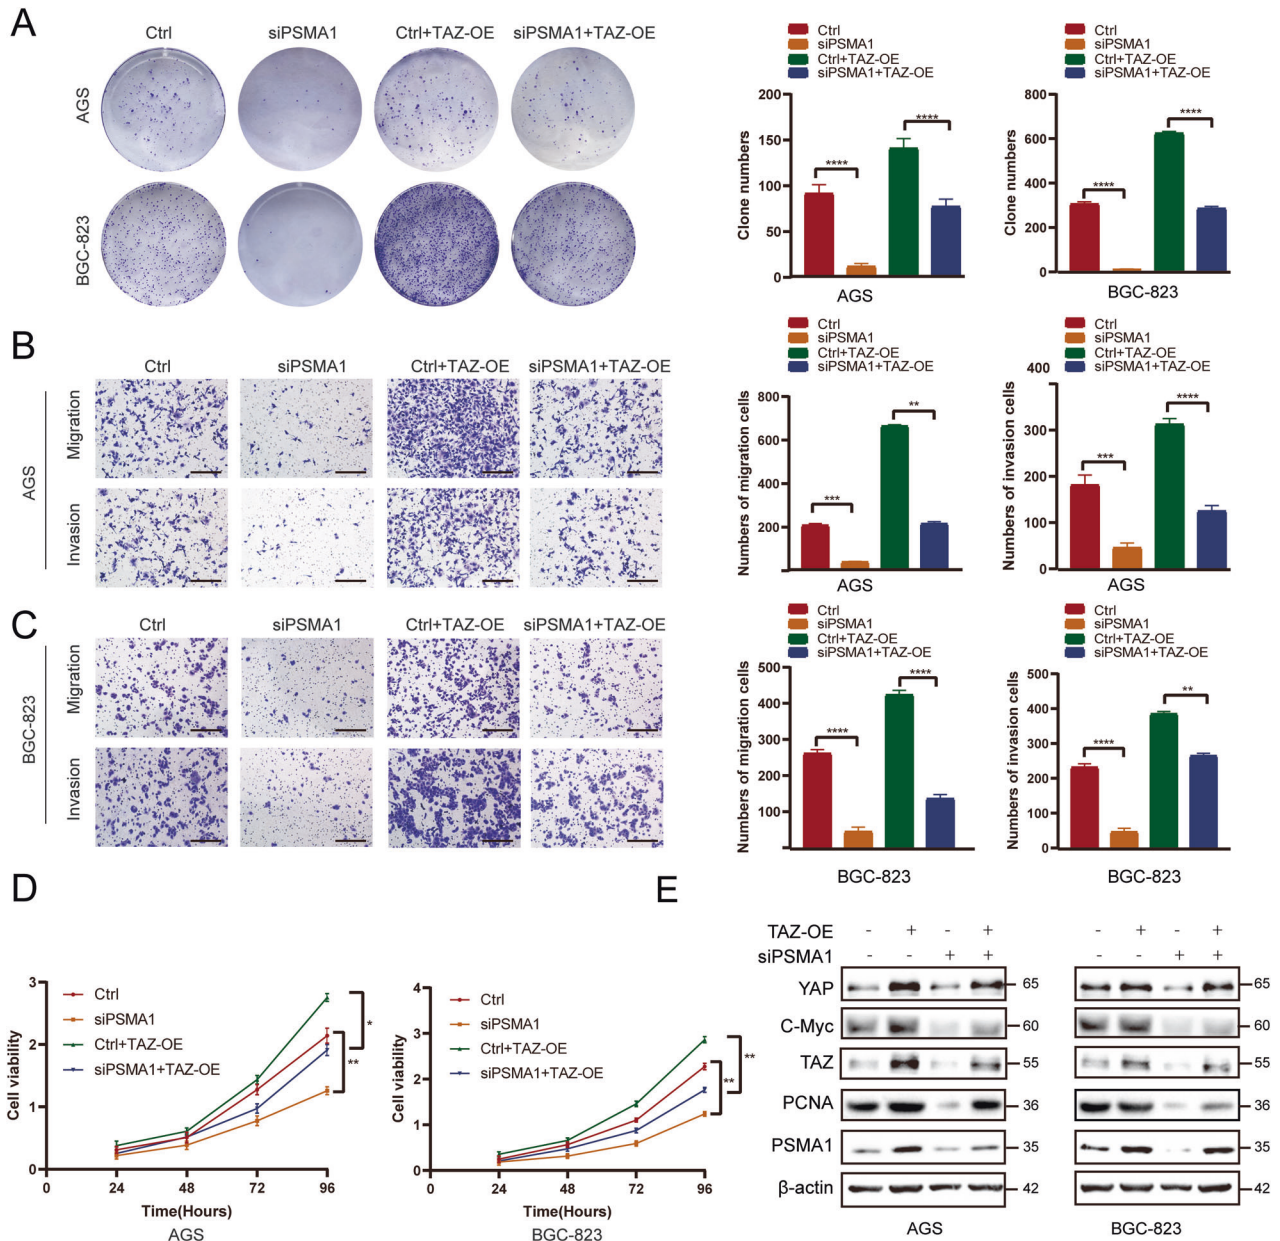 A
Ctrl siPSMA1 Ctrl+TAZ-OE siPSMA1+TAZ-OE
AGS
BGC-823
Ctrl
siPSMA1
Ctrl+TAZ-OE
siPSMA1+TAZ-OE
Clone numbers
200
150
100
50
0
**** ****
AGS
Ctrl
siPSMA1
Ctrl+TAZ-OE
siPSMA1+TAZ-OE
Clone numbers
800
600
400
200
0
**** ****
BGC-823
B
Ctrl siPSMA1 Ctrl+TAZ-OE siPSMA1+TAZ-OE
AGS
Migration
Invasion
Ctrl
siPSMA1
Ctrl+TAZ-OE
siPSMA1+TAZ-OE
Numbers of migration cells
800
600
400
200
*** **
AGS
Ctrl
siPSMA1
Ctrl+TAZ-OE
siPSMA1+TAZ-OE
Numbers of invasion cells
400
300
200
100
0
*** ****
AGS
C
Ctrl siPSMA1 Ctrl+TAZ-OE siPSMA1+TAZ-OE
BGC-823
Migration
Invasion
Ctrl
siPSMA1
Ctrl+TAZ-OE
siPSMA1+TAZ-OE
Numbers of migration cells
500
400
300
200
100
**** ****
BGC-823
Ctrl
siPSMA1
Ctrl+TAZ-OE
siPSMA1+TAZ-OE
Numbers of invasion cells
500
400
300
200
100
0
**** **
BGC-823
D
Cell viability
3
2
1
0
Ctrl
siPSMA1
Ctrl+TAZ-OE
siPSMA1+TAZ-OE
*
**
0 24 48 72 96
Time(Hours)
AGS
Cell viability
4
3
2
1
0
Ctrl
siPSMA1
Ctrl+TAZ-OE
siPSMA1+TAZ-OE
**
**
0 24 48 72 96
Time(Hours)
BGC-823
E
TAZ-OE - + - + - + - +
siPSMA1 - - + + - - + +
YAP 65 65
C-Myc 60 60
TAZ 55 55
PCNA 36 36
PSMA1 35 35
β-actin 42 42
AGS BGC-823